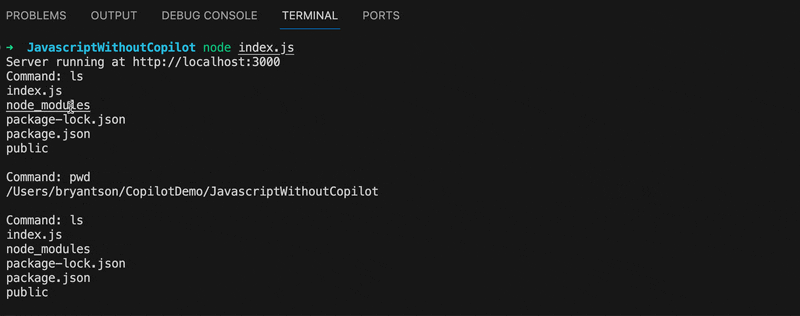 PROBLEMS OUTPUT DEBUG CONSOLE TERMINAL PORTS
➜ JavascriptWithoutCopilot node index.js
Server running at http://localhost:3000
Command: ls
index.js
node_modules
package-lock.json
package.json
public
Command: pwd
/Users/bryantson/CopilotDemo/JavascriptWithoutCopilot
Command: ls
index.js
node_modules
package-lock.json
package.json
public